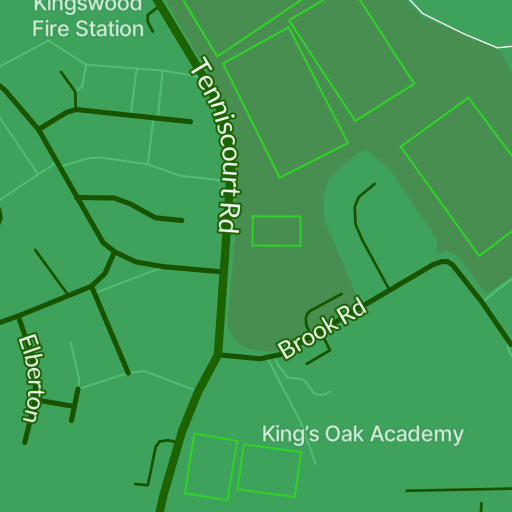 Kingswood
Fire Station
Tenniscourt Rd
Brook Rd
Elberton
King's Oak Academy